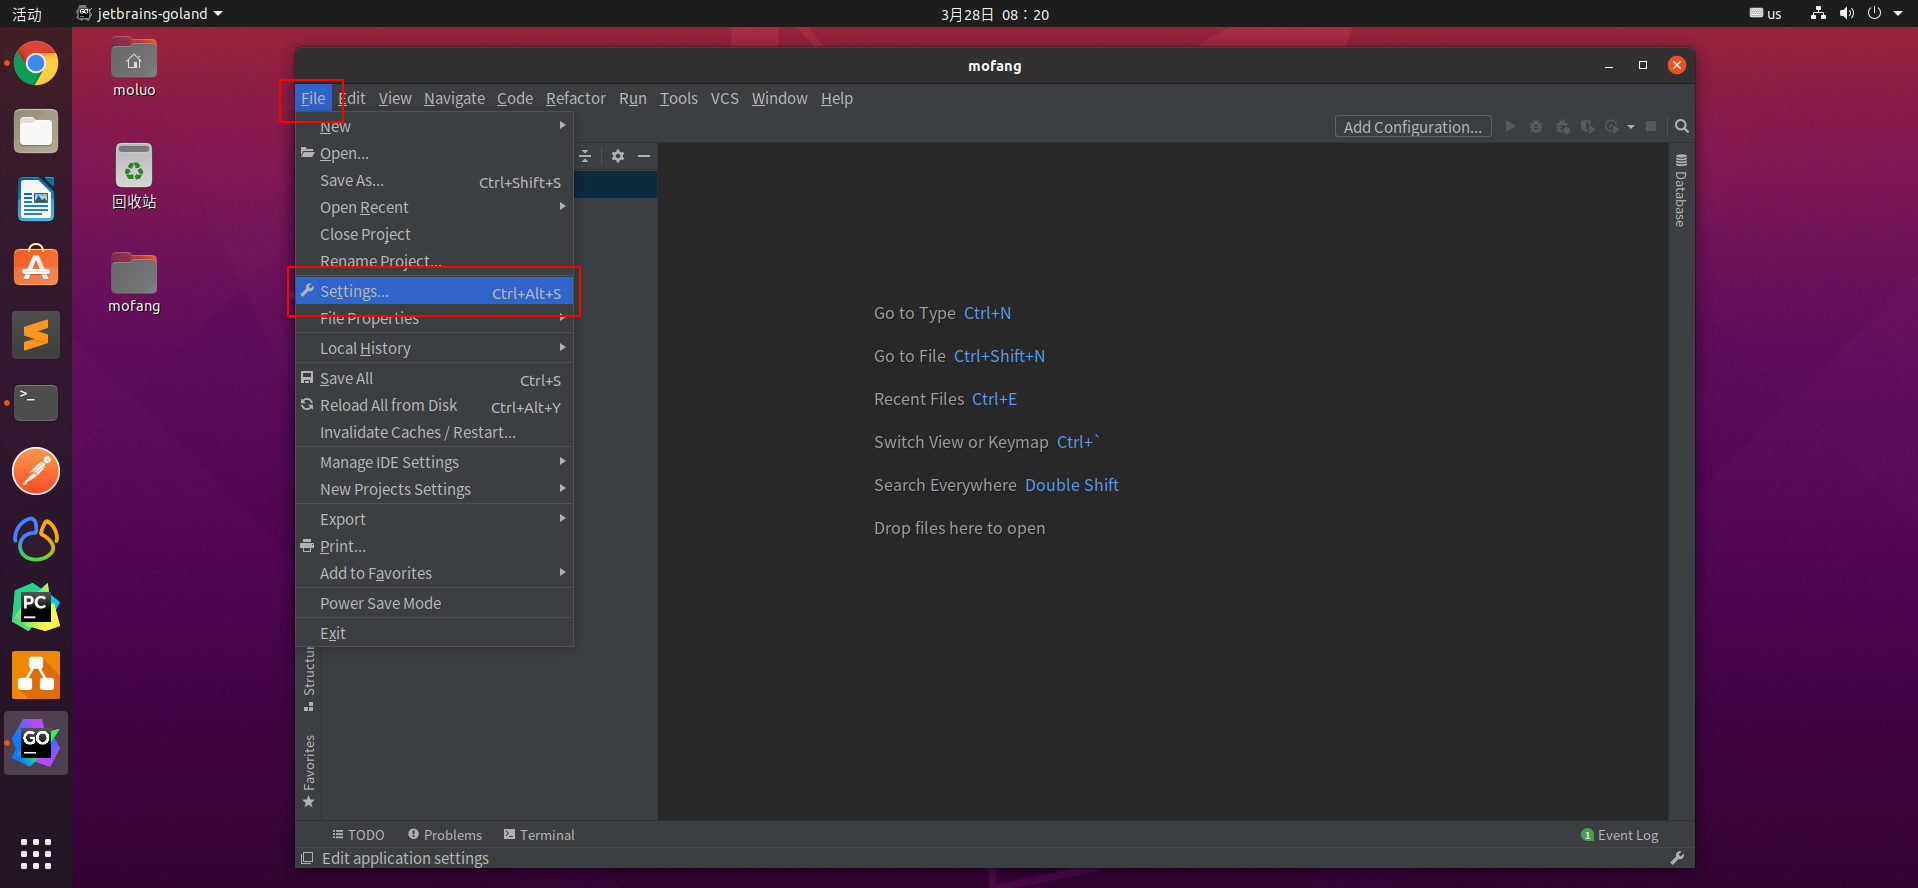 活动
jetbrains-goland
3月28日 08：20
us
moluo
回收站
mofang
mofang
File Edit View Navigate Code Refactor Run Tools VCS Window Help
Add Configuration...
New
Open...
Save As... Ctrl+Shift+S
Open Recent
Close Project
Rename Project...
Settings... Ctrl+Alt+S
File Properties
Local History
Save All Ctrl+S
Reload All from Disk Ctrl+Alt+Y
Invalidate Caches / Restart...
Manage IDE Settings
New Projects Settings
Export
Print...
Add to Favorites
Power Save Mode
Exit
Go to Type Ctrl+N
Go to File Ctrl+Shift+N
Recent Files Ctrl+E
Switch View or Keymap Ctrl+`
Search Everywhere Double Shift
Drop files here to open
Database
Structur
Favorites
PC
GO
>_
TODO Problems Terminal
1 Event Log
Edit application settings